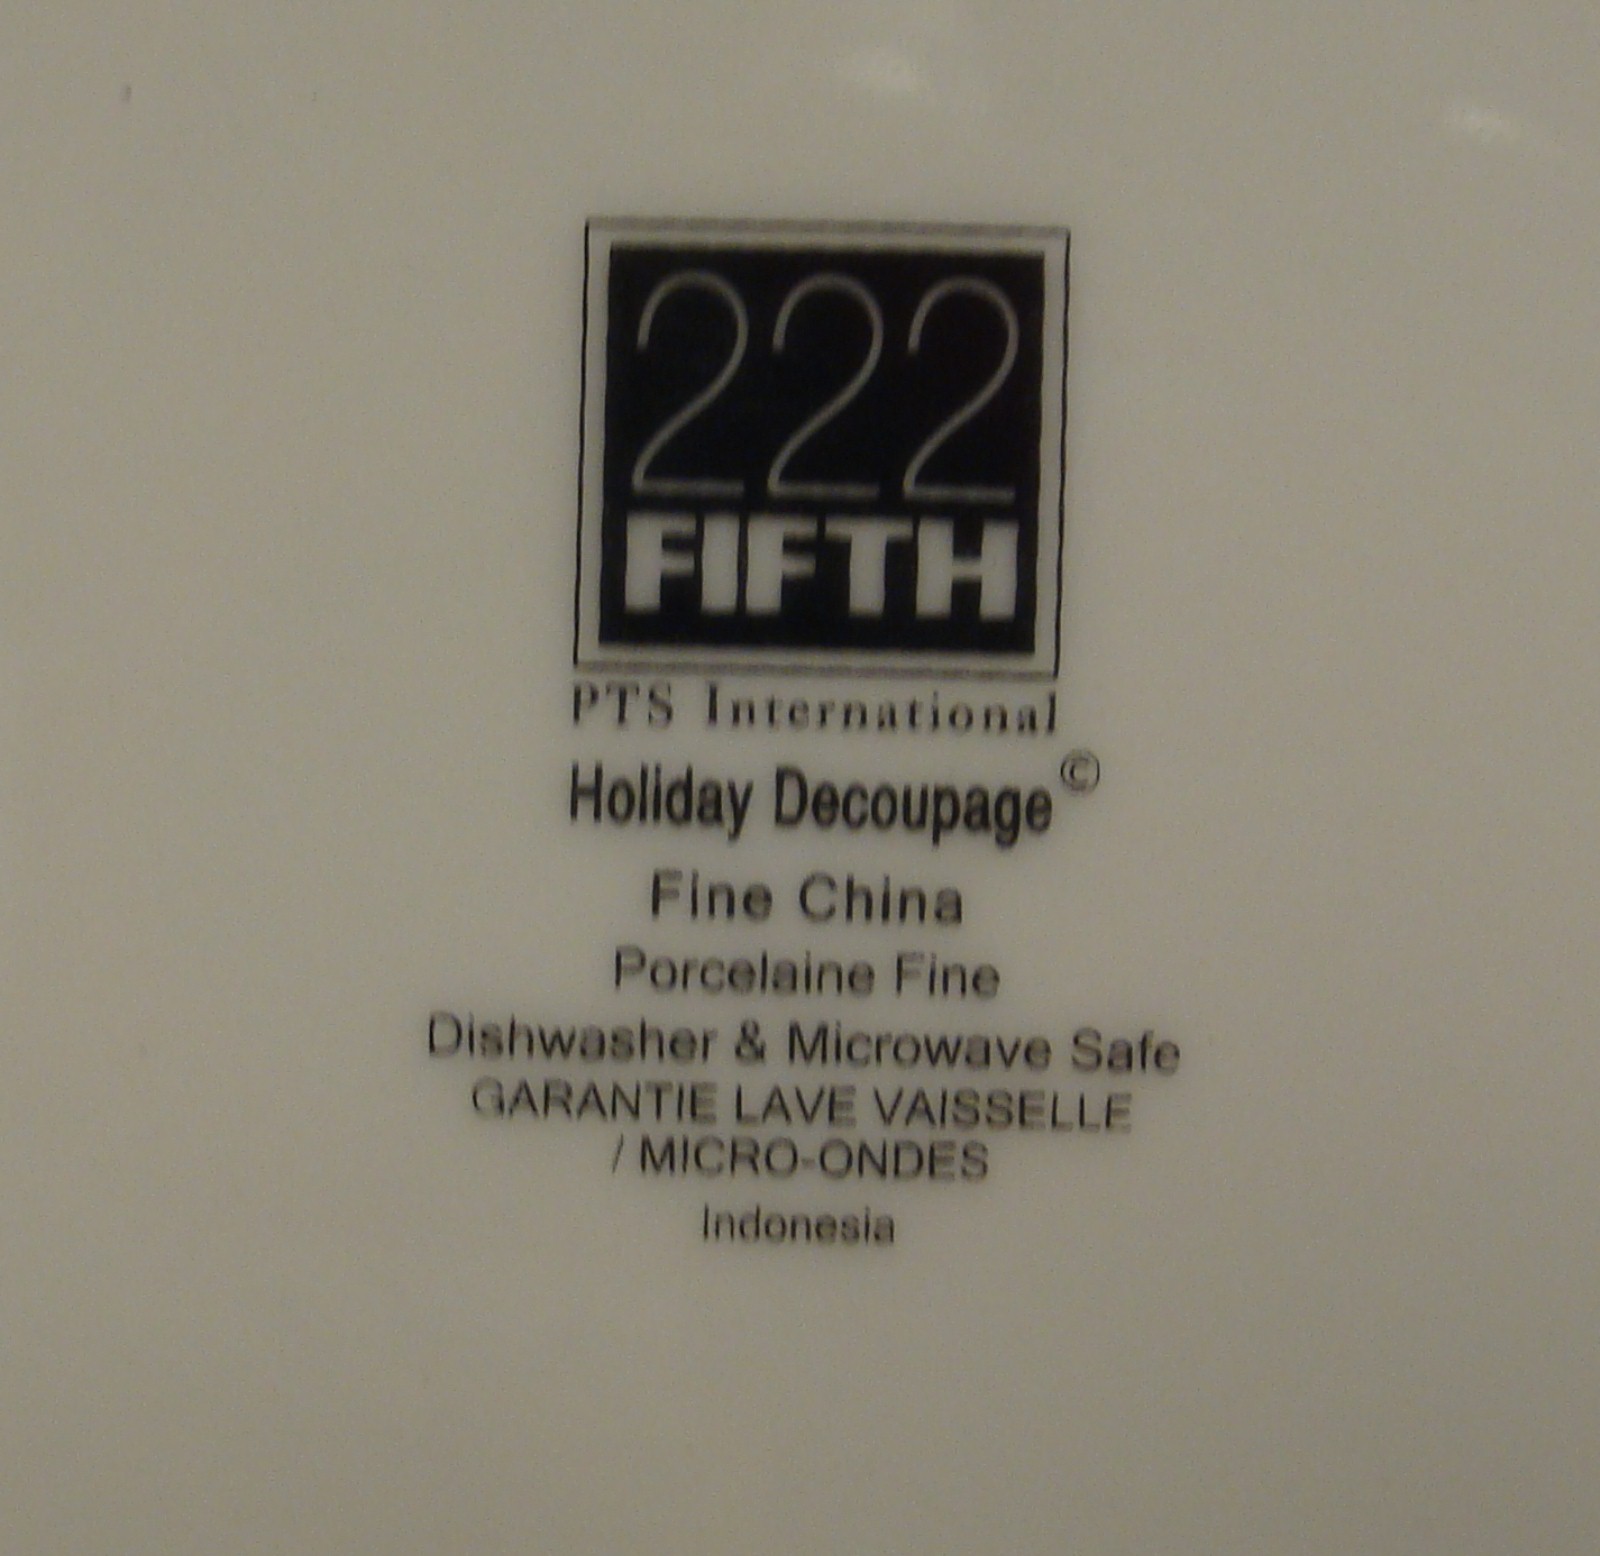 222
FIFTH
PTS International
Holiday Decoupage©
Fine China
Porcelaine Fine
Dishwasher & Microwave Safe
GARANTIE LAVE VAISSELLE
/ MICRO-ONDES
Indonesia